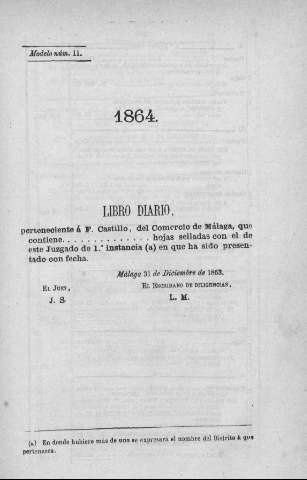 Modelo núm. 11.
1864.
LIBRO DIARIO,
perteneciente á F. Castillo, del Comercio de Málaga, que
contiene. . . . . . . . . . . . . . hojas selladas con el de
este Juzgado de 1.ª instancia (a) en que ha sido presen-
tado con fecha.
Málaga 31 de Diciembre de 1863.
EL JUEZ,
EL ESCRIBANO DE DILIGENCIAS,
J. S.
L. M.
(a) En donde hubiere más de uno se expresará el nombre del Distrito á que
pertenezca.